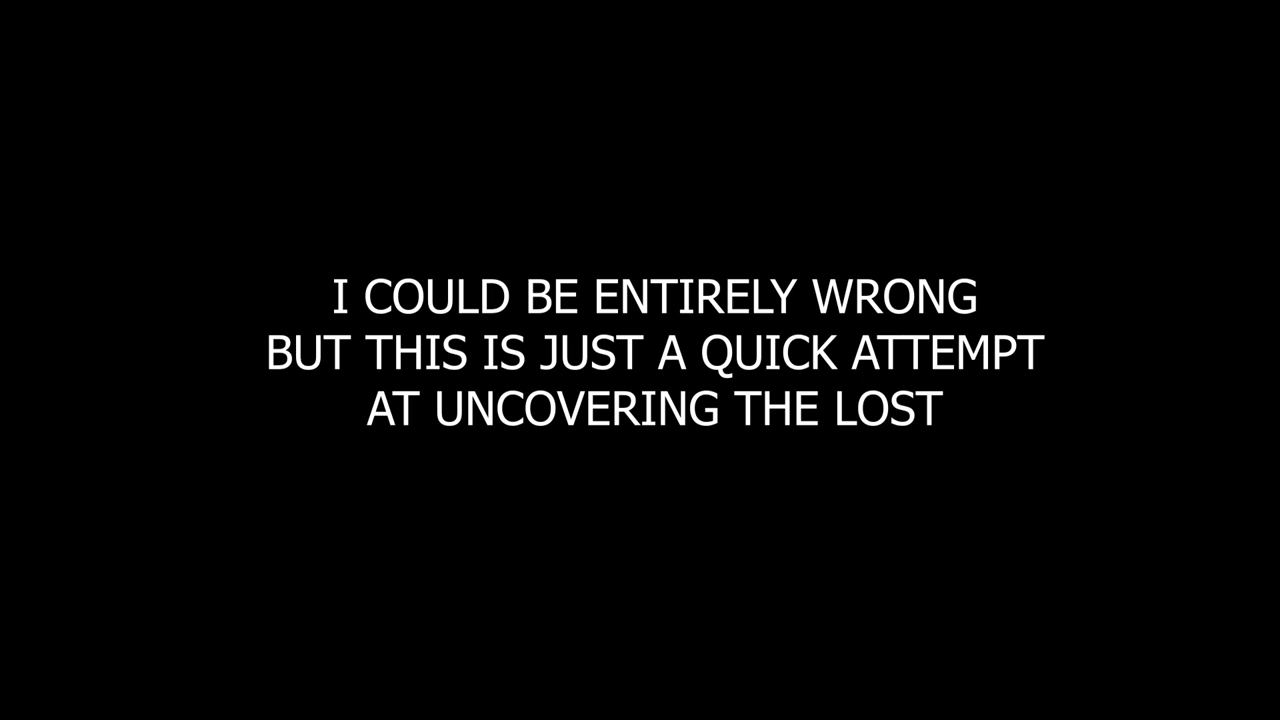 I COULD BE ENTIRELY WRONG
BUT THIS IS JUST A QUICK ATTEMPT
AT UNCOVERING THE LOST